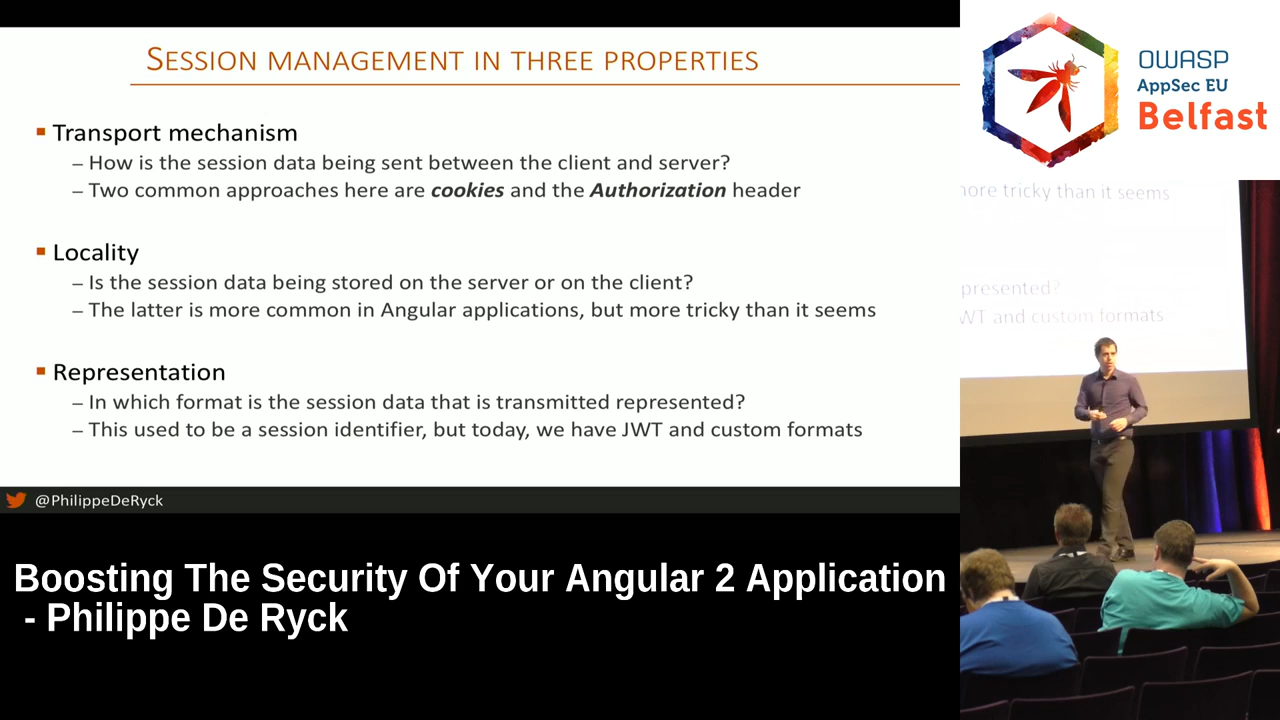 SESSION MANAGEMENT IN THREE PROPERTIES
Transport mechanism
– How is the session data being sent between the client and server?
– Two common approaches here are cookies and the Authorization header
Locality
– Is the session data being stored on the server or on the client?
– The latter is more common in Angular applications, but more tricky than it seems
Representation
– In which format is the session data that is transmitted represented?
– This used to be a session identifier, but today, we have JWT and custom formats
@PhilippeDeRyck
Boosting The Security Of Your Angular 2 Application
- Philippe De Ryck
OWASP
AppSec EU
Belfast
more tricky than it seems
presented?
WT and custom formats